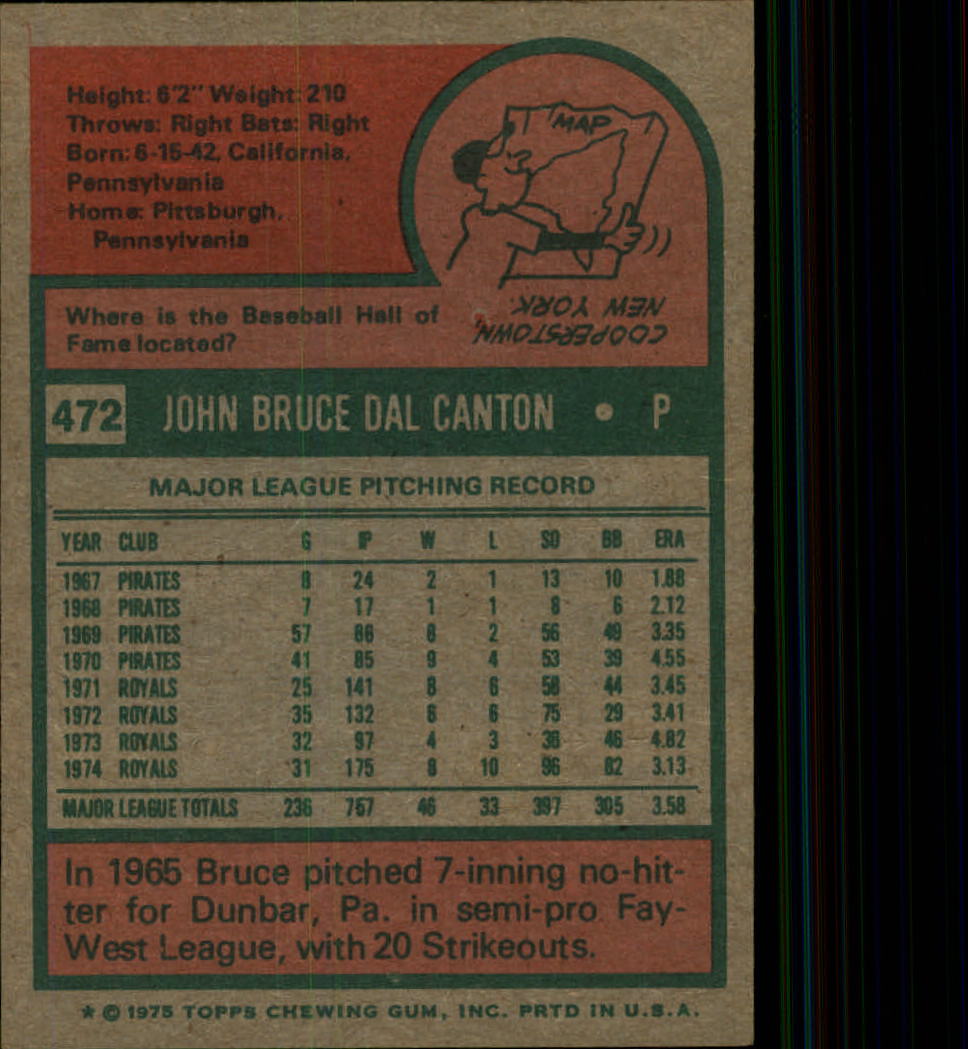 Height: 6'2" Weight: 210
Throws: Right Bats: Right
Born: 6-15-42, California,
Pennsylvania
Home: Pittsburgh,
Pennsylvania
MAP
Where is the Baseball Hall of
Fame located?
COOPERSTOWN,
NEW YORK.
472 JOHN BRUCE DAL CANTON • P
MAJOR LEAGUE PITCHING RECORD
YEAR CLUB G IP W L SO BB ERA
1967 PIRATES 8 24 2 1 13 10 1.88
1968 PIRATES 7 17 1 1 8 6 2.12
1969 PIRATES 57 86 8 2 56 49 3.35
1970 PIRATES 41 85 9 4 53 39 4.55
1971 ROYALS 25 141 8 6 58 44 3.45
1972 ROYALS 35 132 6 6 75 29 3.41
1973 ROYALS 32 97 4 3 38 46 4.82
1974 ROYALS 31 175 8 10 96 82 3.13
MAJOR LEAGUE TOTALS 236 757 46 33 397 305 3.58
In 1965 Bruce pitched 7-inning no-hit-
ter for Dunbar, Pa. in semi-pro Fay-
West League, with 20 Strikeouts.
* © 1975 TOPPS CHEWING GUM, INC. PRTD IN U.S.A.